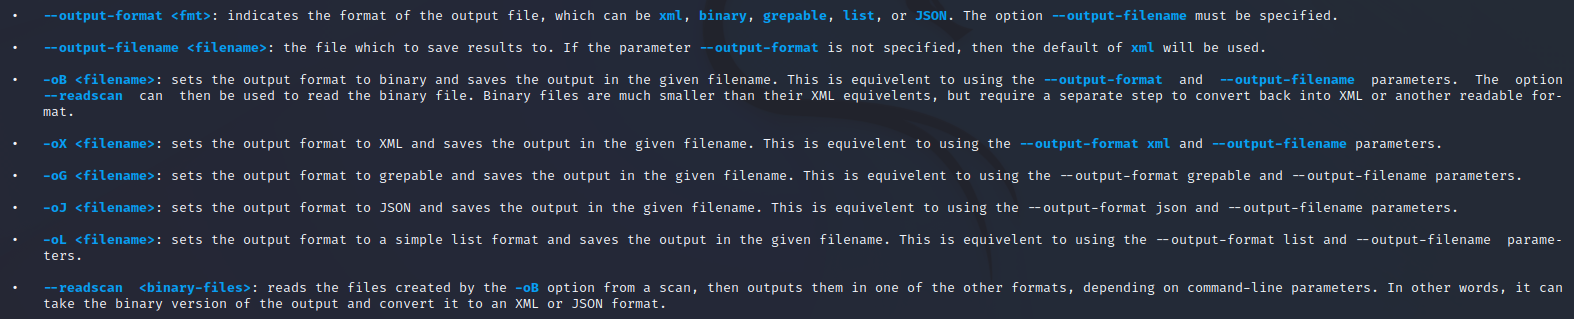 • --output-format <fmt>: indicates the format of the output file, which can be xml, binary, grepable, list, or JSON. The option --output-filename must be specified.
• --output-filename <filename>: the file which to save results to. If the parameter --output-format is not specified, then the default of xml will be used.
• -oB <filename>: sets the output format to binary and saves the output in the given filename. This is equivelent to using the --output-format and --output-filename parameters. The option
--readscan can then be used to read the binary file. Binary files are much smaller than their XML equivelents, but require a separate step to convert back into XML or another readable for-
mat.
• -oX <filename>: sets the output format to XML and saves the output in the given filename. This is equivelent to using the --output-format xml and --output-filename parameters.
• -oG <filename>: sets the output format to grepable and saves the output in the given filename. This is equivelent to using the --output-format grepable and --output-filename parameters.
• -oJ <filename>: sets the output format to JSON and saves the output in the given filename. This is equivelent to using the --output-format json and --output-filename parameters.
• -oL <filename>: sets the output format to a simple list format and saves the output in the given filename. This is equivelent to using the --output-format list and --output-filename parame-
ters.
• --readscan <binary-files>: reads the files created by the -oB option from a scan, then outputs them in one of the other formats, depending on command-line parameters. In other words, it can
take the binary version of the output and convert it to an XML or JSON format.